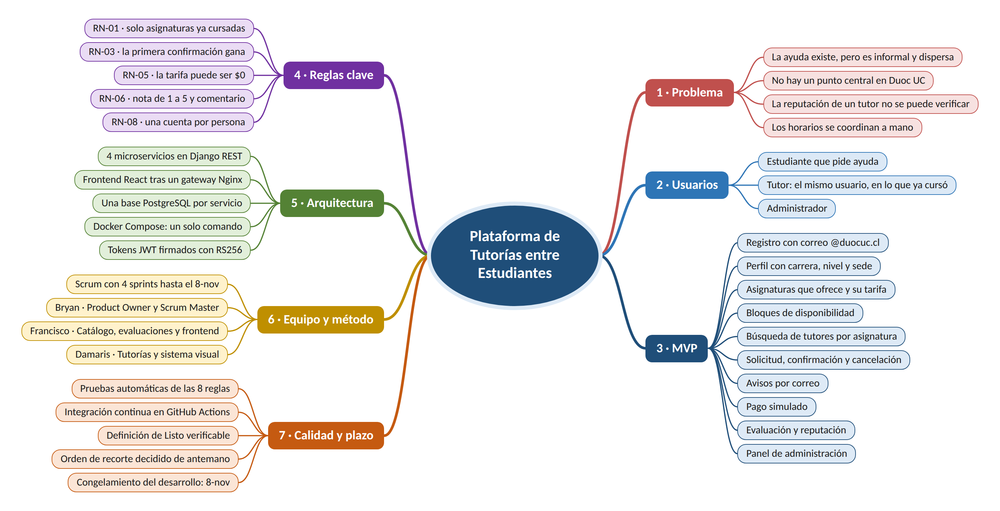 Plataforma de
Tutorías entre
Estudiantes
1 · Problema
La ayuda existe, pero es informal y dispersa
No hay un punto central en Duoc UC
La reputación de un tutor no se puede verificar
Los horarios se coordinan a mano
2 · Usuarios
Estudiante que pide ayuda
Tutor: el mismo usuario, en lo que ya cursó
Administrador
3 · MVP
Registro con correo @duocuc.cl
Perfil con carrera, nivel y sede
Asignaturas que ofrece y su tarifa
Bloques de disponibilidad
Búsqueda de tutores por asignatura
Solicitud, confirmación y cancelación
Avisos por correo
Pago simulado
Evaluación y reputación
Panel de administración
4 · Reglas clave
RN-01 · solo asignaturas ya cursadas
RN-03 · la primera confirmación gana
RN-05 · la tarifa puede ser $0
RN-06 · nota de 1 a 5 y comentario
RN-08 · una cuenta por persona
5 · Arquitectura
4 microservicios en Django REST
Frontend React tras un gateway Nginx
Una base PostgreSQL por servicio
Docker Compose: un solo comando
Tokens JWT firmados con RS256
6 · Equipo y método
Scrum con 4 sprints hasta el 8-nov
Bryan · Product Owner y Scrum Master
Francisco · Catálogo, evaluaciones y frontend
Damaris · Tutorías y sistema visual
7 · Calidad y plazo
Pruebas automáticas de las 8 reglas
Integración continua en GitHub Actions
Definición de Listo verificable
Orden de recorte decidido de antemano
Congelamiento del desarrollo: 8-nov